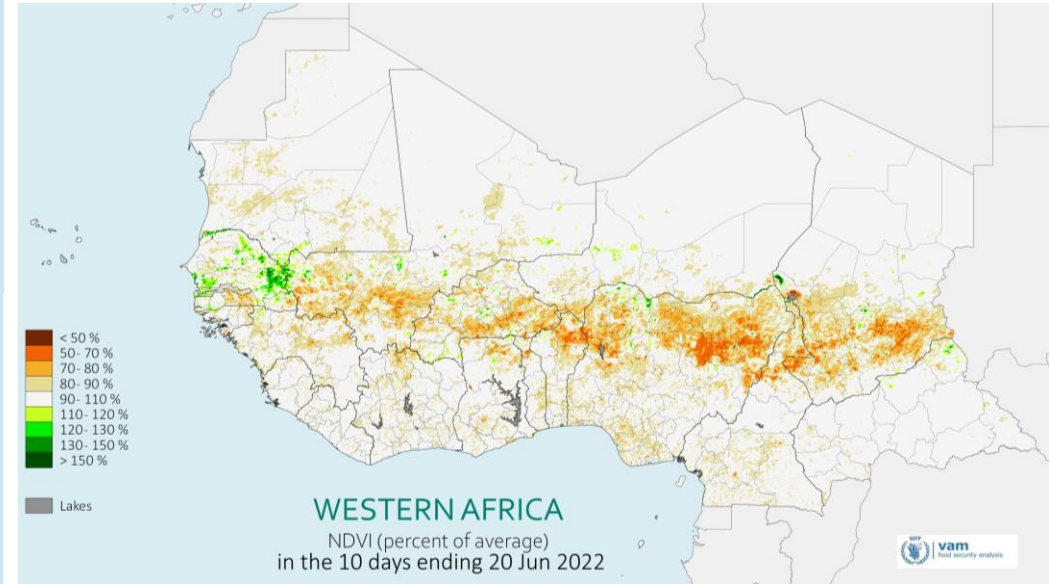 < 50 %
50- 70 %
70- 80 %
80- 90 %
90- 110 %
110- 120 %
120- 130 %
130- 150 %
> 150 %
Lakes
WESTERN AFRICA
NDVI (percent of average)
in the 10 days ending 20 Jun 2022
WFP
vam
food security analysis